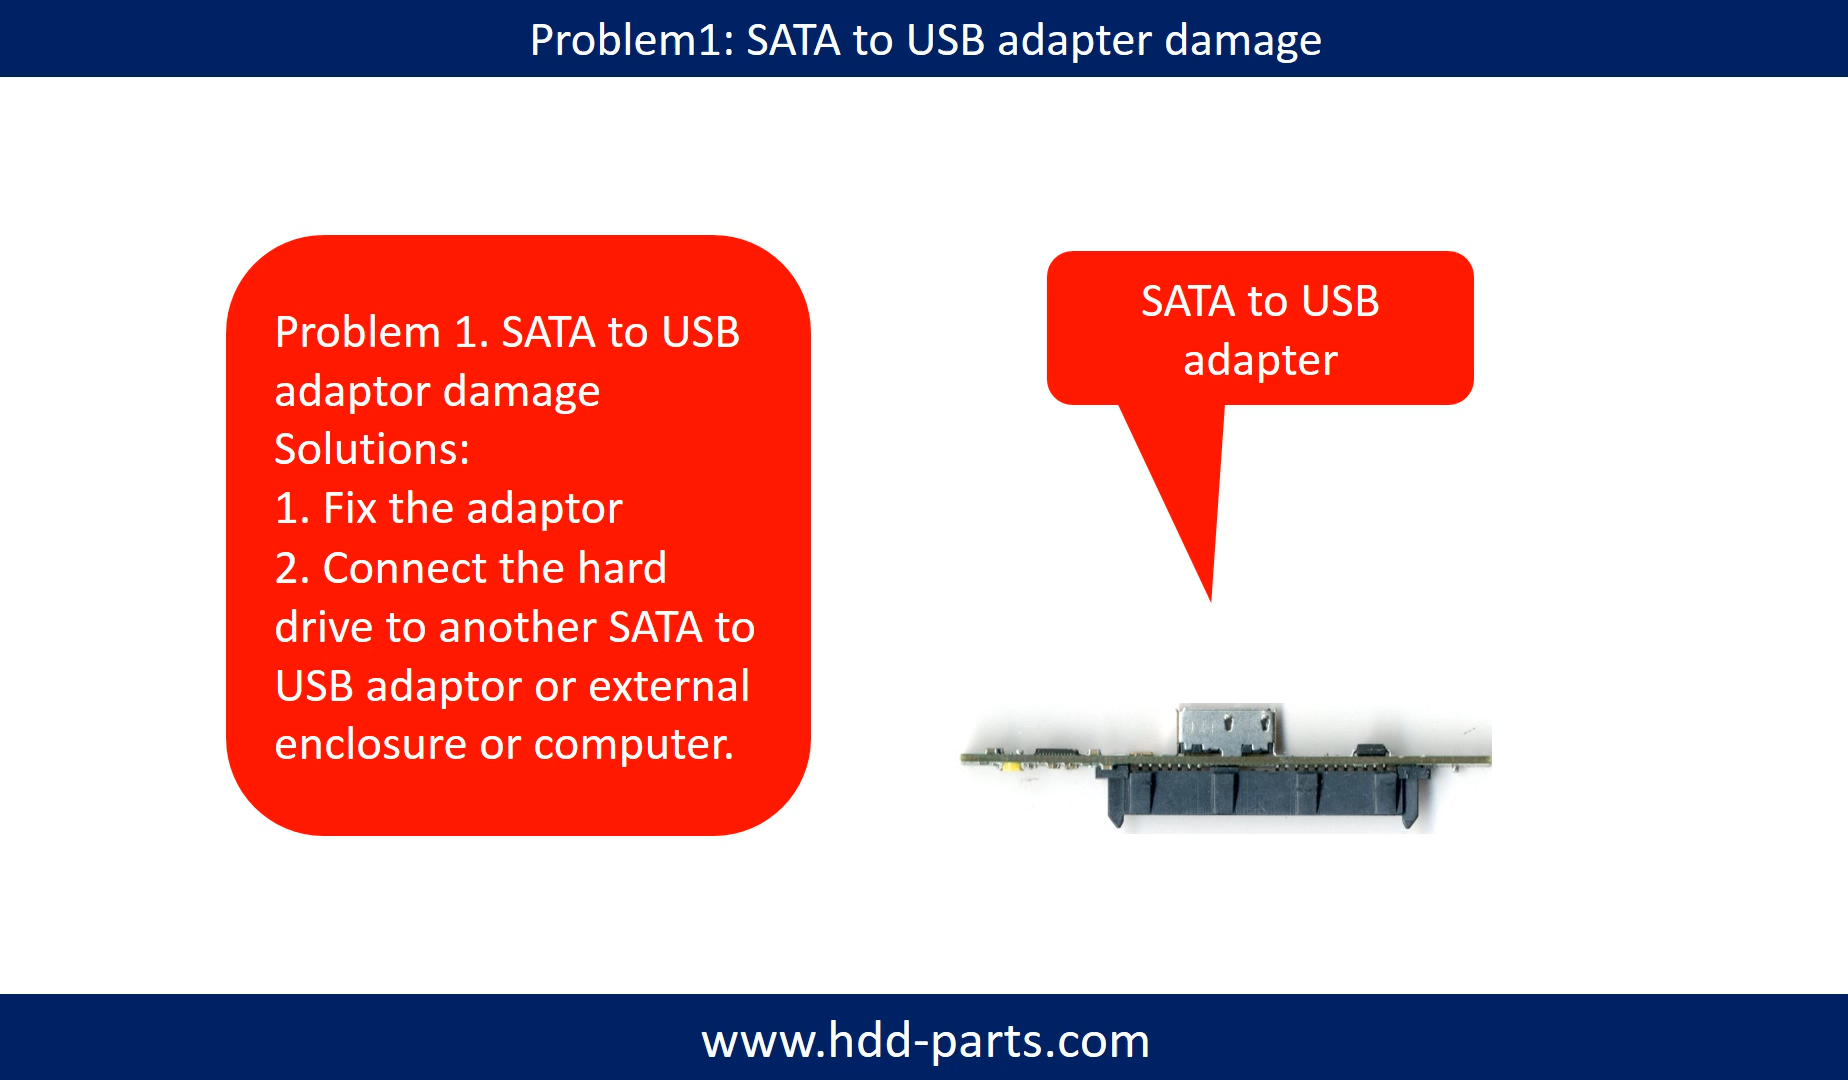 Problem1: SATA to USB adapter damage
Problem 1. SATA to USB
adaptor damage
Solutions:
1. Fix the adaptor
2. Connect the hard
drive to another SATA to
USB adaptor or external
enclosure or computer.
SATA to USB
adapter
www.hdd-parts.com